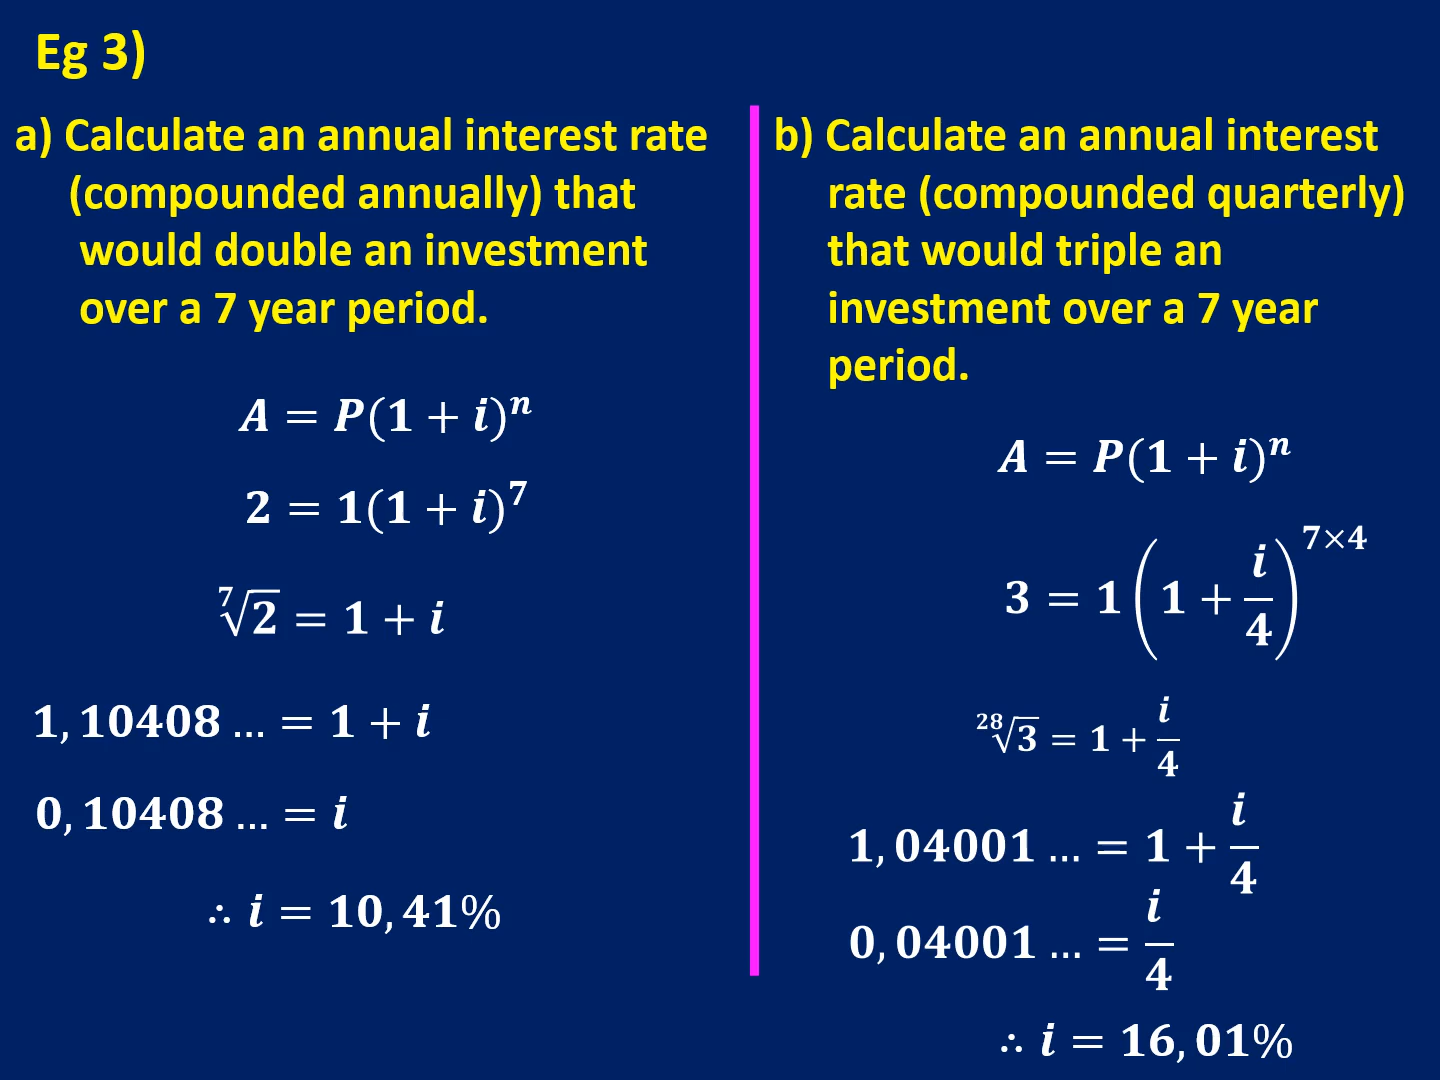 Eg 3)
a) Calculate an annual interest rate
(compounded annually) that
would double an investment
over a 7 year period.
A = P(1 + i)ⁿ
2 = 1(1 + i)⁷
⁷√2 = 1 + i
1,10408 … = 1 + i
0,10408 … = i
∴ i = 10,41%
b) Calculate an annual interest
rate (compounded quarterly)
that would triple an
investment over a 7 year
period.
A = P(1 + i)ⁿ
3 = 1(1 + i/4)⁷ˣ⁴
²⁸√3 = 1 + i/4
1,04001 … = 1 + i/4
0,04001 … = i/4
∴ i = 16,01%